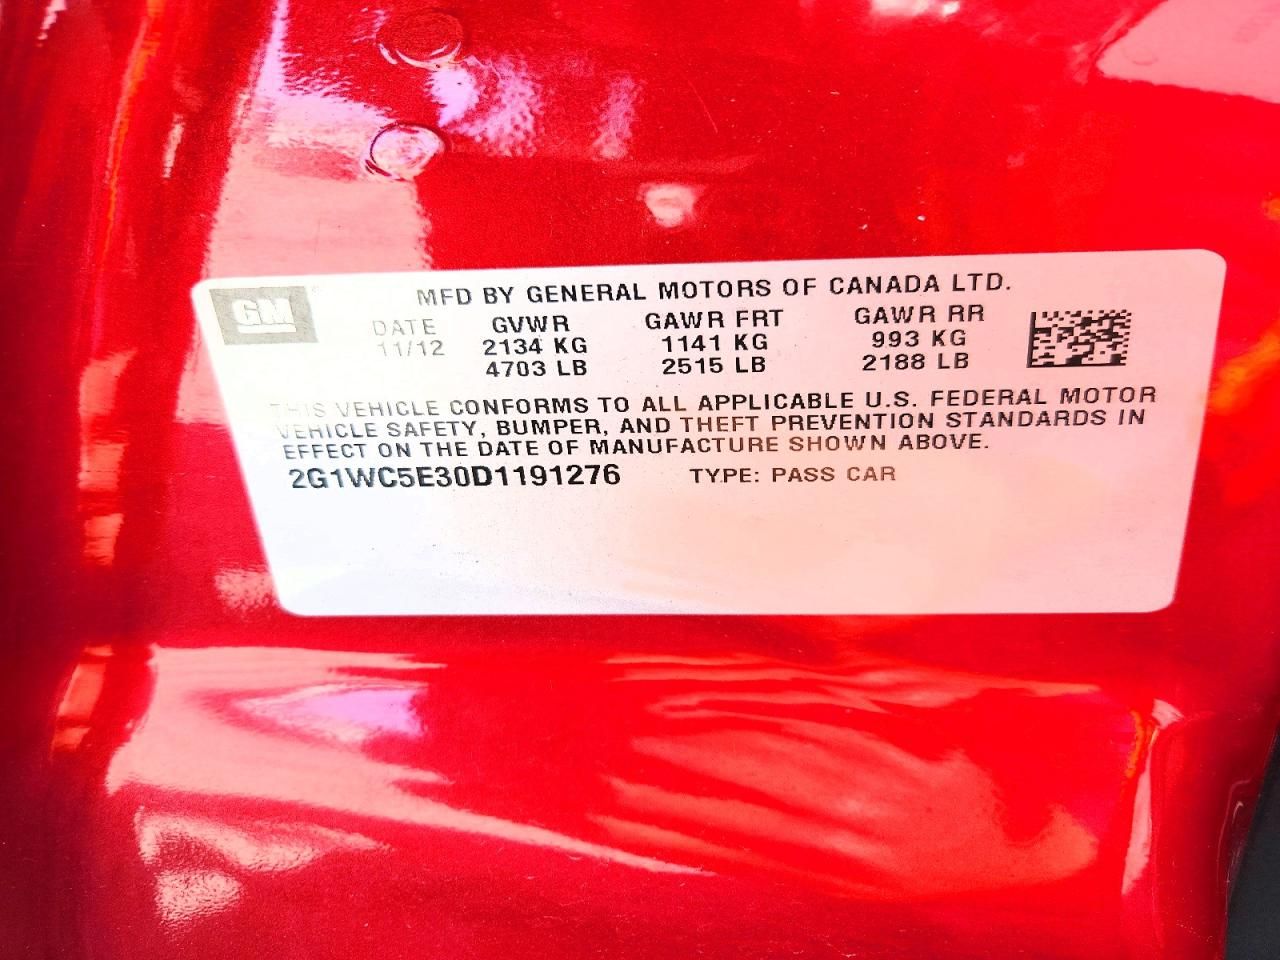 GM
MFD BY GENERAL MOTORS OF CANADA LTD.
DATE GVWR GAWR FRT GAWR RR
11/12 2134 KG 1141 KG 993 KG
4703 LB 2515 LB 2188 LB
THIS VEHICLE CONFORMS TO ALL APPLICABLE U.S. FEDERAL MOTOR
VEHICLE SAFETY, BUMPER, AND THEFT PREVENTION STANDARDS IN
EFFECT ON THE DATE OF MANUFACTURE SHOWN ABOVE.
2G1WC5E30D1191276 TYPE: PASS CAR